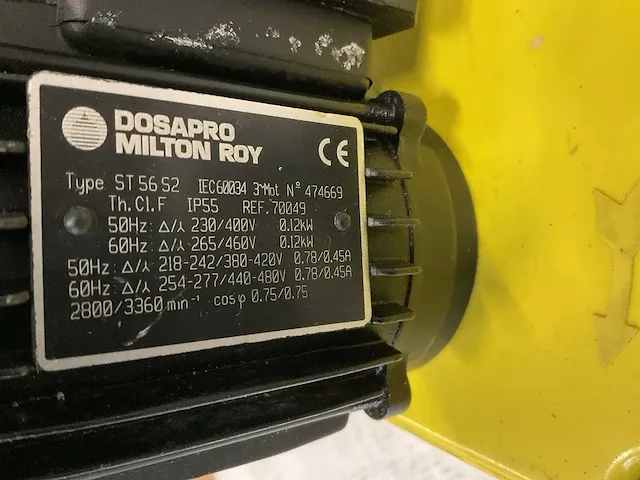 DOSAPRO
MILTON ROY
CE
Type ST 56 S2 IEC60034 3~Mot N° 474669
Th.Cl.F IP55 REF. 70049
50Hz: Δ/⅄ 230/400V 0.12kW
60Hz: Δ/⅄ 265/460V 0.12kW
50Hz: Δ/⅄ 218-242/380-420V 0.78/0.45A
60Hz: Δ/⅄ 254-277/440-480V 0.78/0.45A
2800/3360 min⁻¹ cosφ 0.75/0.75